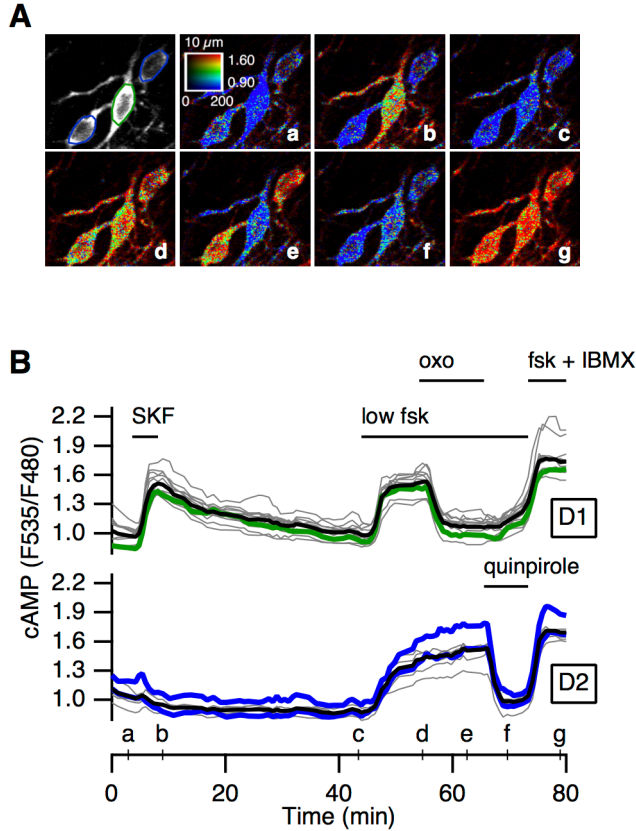 A
10 µm
1.60
0.90
0 200
a
b
c
d
e
f
g
B
oxo
fsk + IBMX
SKF
low fsk
2.2
1.9
1.6
1.3
1.0
D1
cAMP (F535/F480)
quinpirole
2.2
1.9
1.6
1.3
1.0
D2
a b c d e f g
0 20 40 60 80
Time (min)